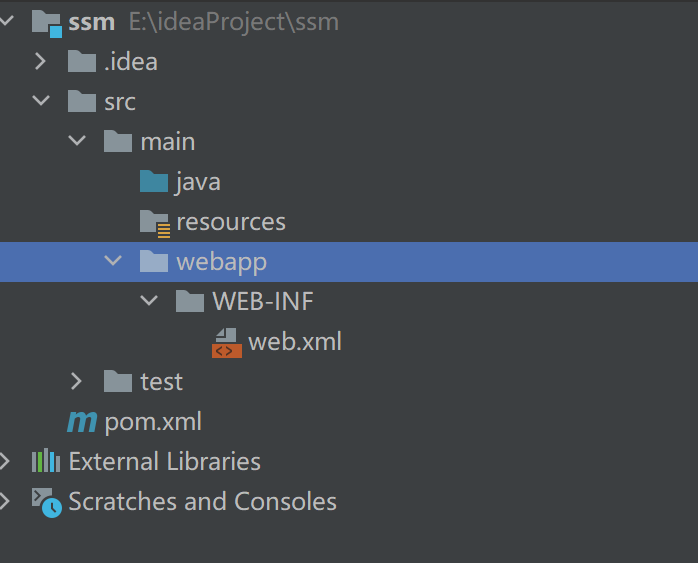 ssm E:\ideaProject\ssm
.idea
src
main
java
resources
webapp
WEB-INF
web.xml
test
pom.xml
External Libraries
Scratches and Consoles